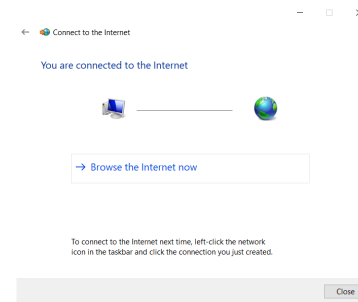 Connect to the Internet
You are connected to the Internet
Browse the Internet now
To connect to the Internet next time, left-click the network
icon in the taskbar and click the connection you just created.
Close